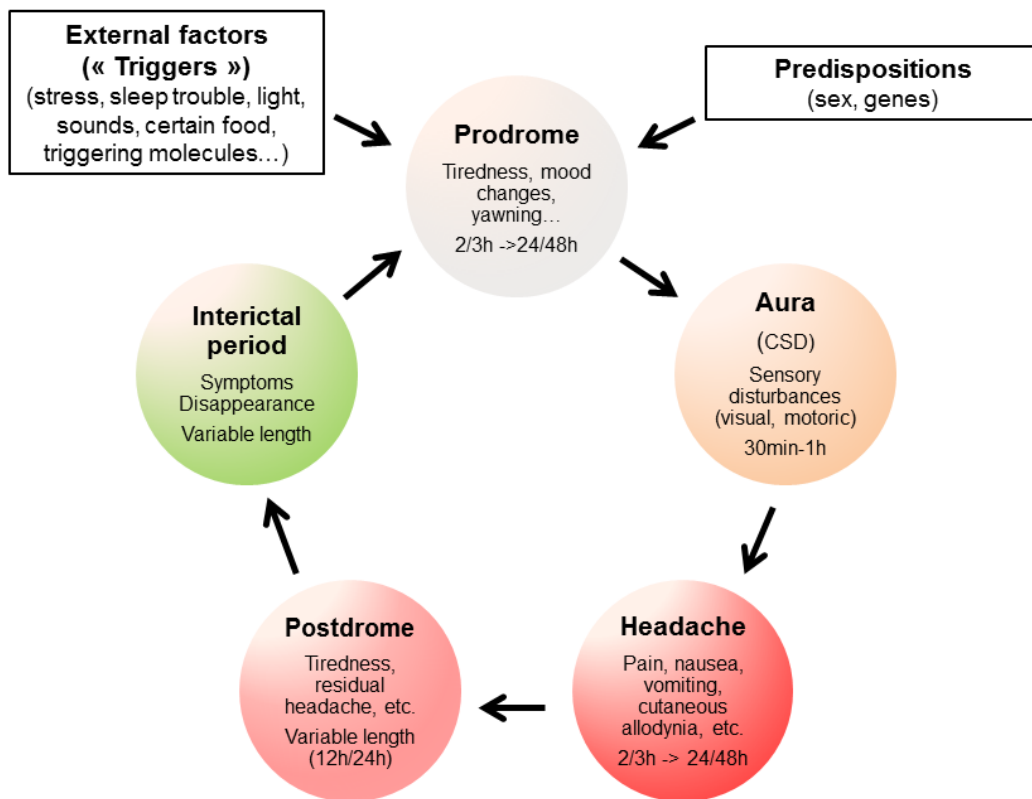 External factors
(« Triggers »)
(stress, sleep trouble, light,
sounds, certain food,
triggering molecules…)
Predispositions
(sex, genes)
Prodrome
Tiredness, mood
changes,
yawning…
2/3h ->24/48h
Aura
(CSD)
Sensory
disturbances
(visual, motoric)
30min-1h
Headache
Pain, nausea,
vomiting,
cutaneous
allodynia, etc.
2/3h -> 24/48h
Postdrome
Tiredness,
residual
headache, etc.
Variable length
(12h/24h)
Interictal
period
Symptoms
Disappearance
Variable length